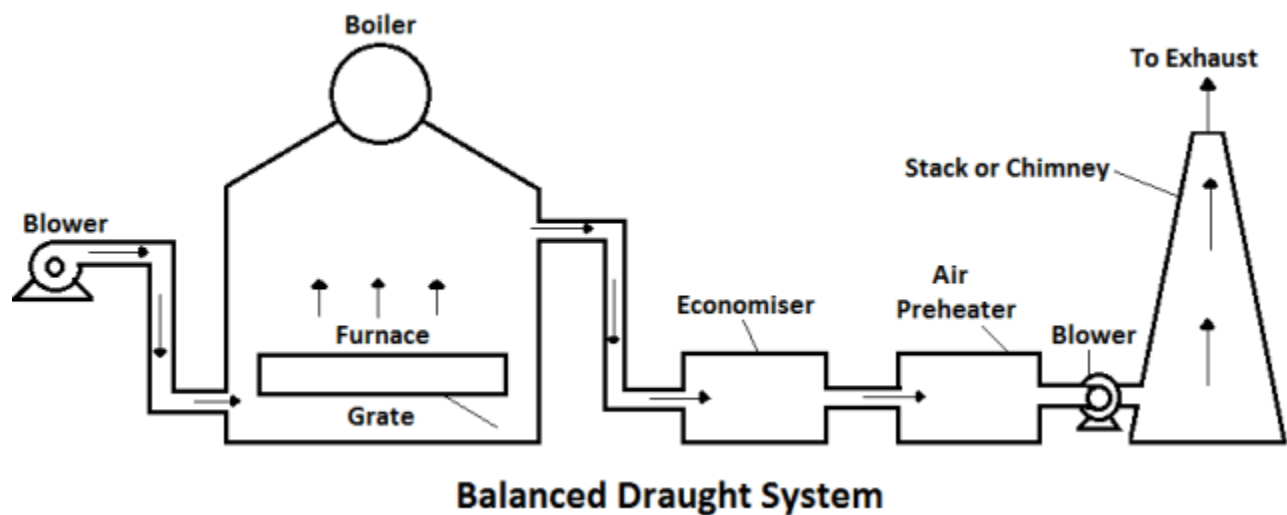 Boiler
To Exhaust
Stack or Chimney
Blower
Air
Preheater
Economiser
Blower
Furnace
Grate
Balanced Draught System